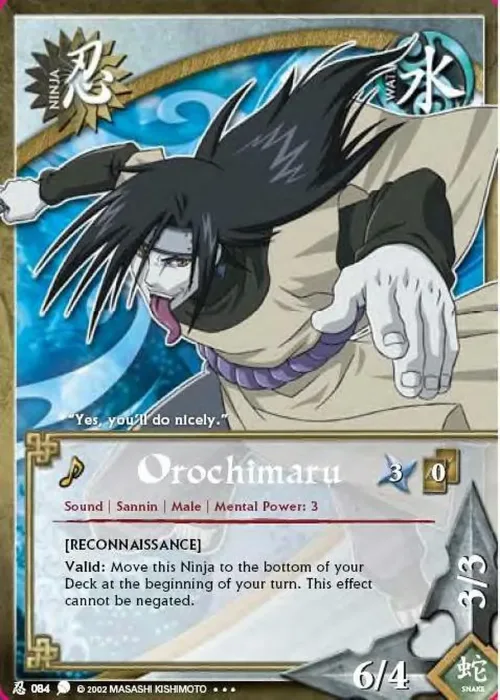 NINJA 忍
WATER 水
"Yes, you'll do nicely."
Orochimaru 3 0
Sound | Sannin | Male | Mental Power: 3
[RECONNAISSANCE]
Valid: Move this Ninja to the bottom of your
Deck at the beginning of your turn. This effect
cannot be negated.
3/3
6/4
蛇
SNAKE
忍 084 © 2002 MASASHI KISHIMOTO